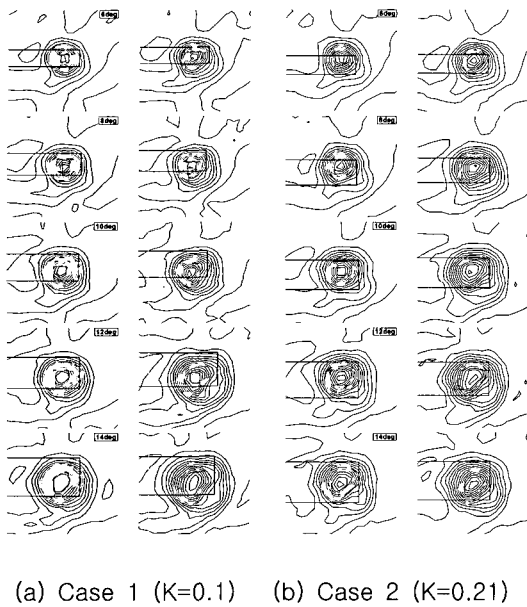 6deg 6deg
8deg 8deg
10deg 10deg
12deg 12deg
14deg 14deg
(a) Case 1 (K=0.1) (b) Case 2 (K=0.21)